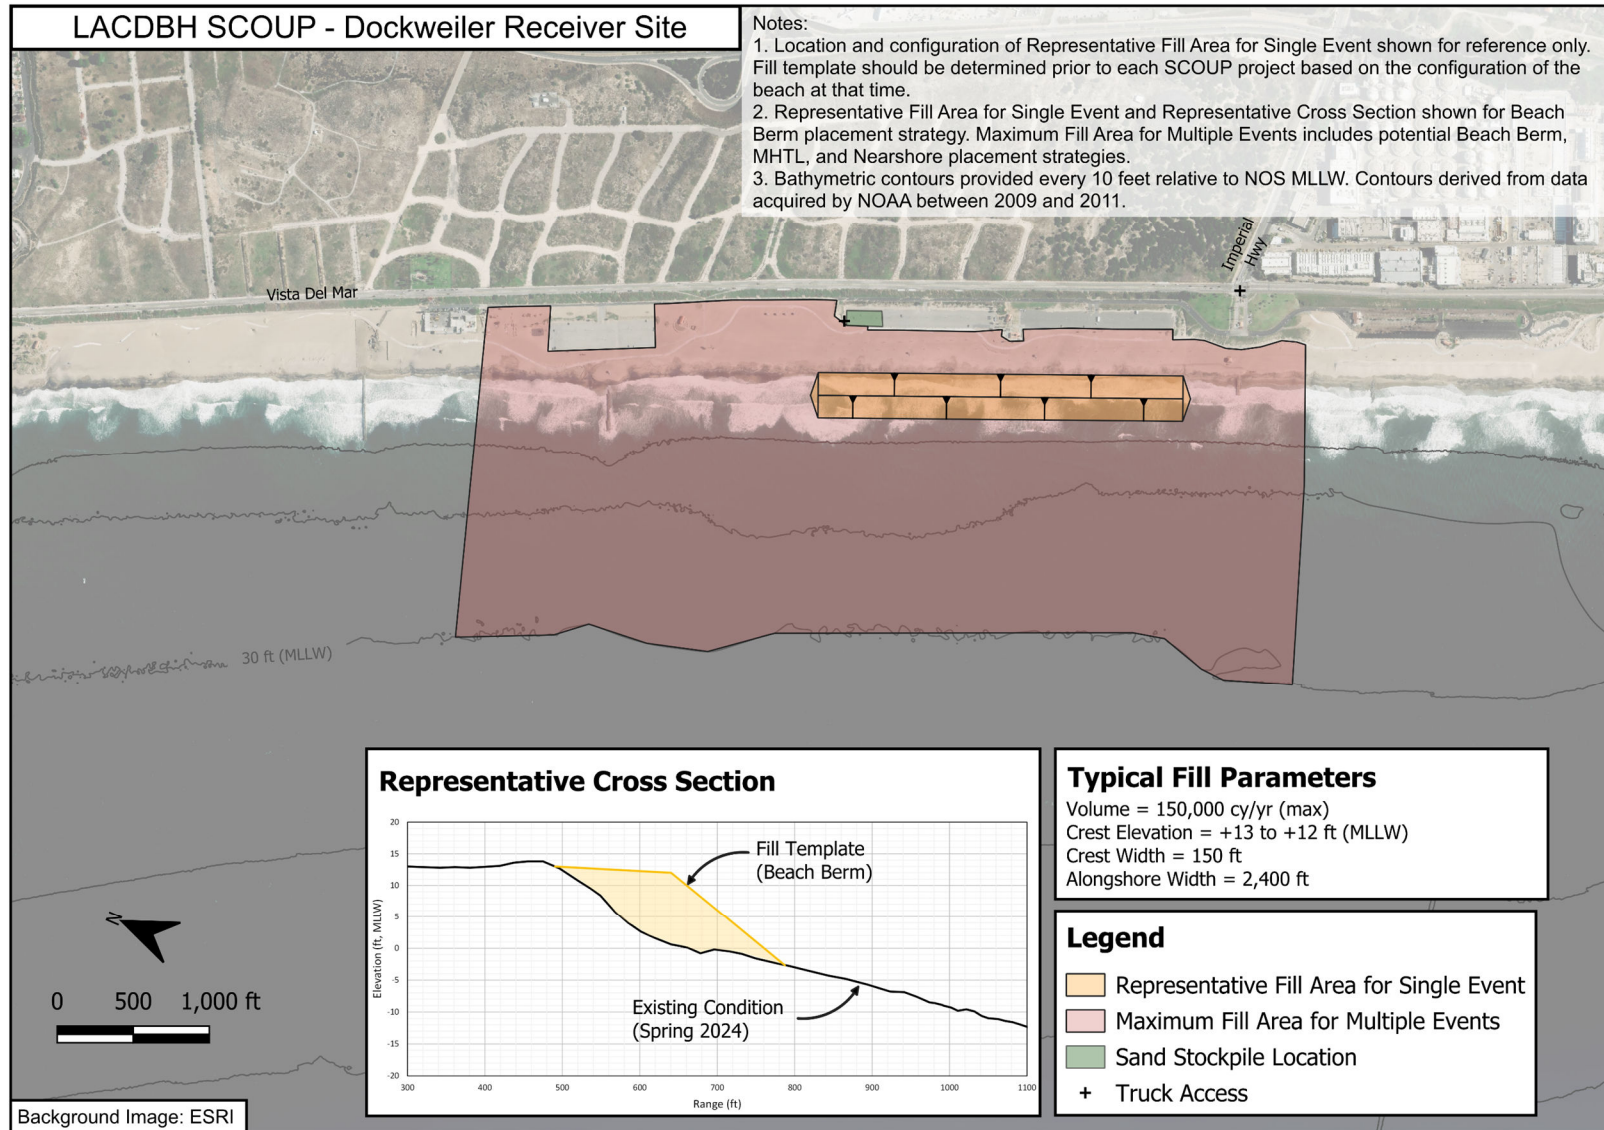 LACDBH SCOUP - Dockweiler Receiver Site
Notes:
1. Location and configuration of Representative Fill Area for Single Event shown for reference only.
Fill template should be determined prior to each SCOUP project based on the configuration of the
beach at that time.
2. Representative Fill Area for Single Event and Representative Cross Section shown for Beach
Berm placement strategy. Maximum Fill Area for Multiple Events includes potential Beach Berm,
MHTL, and Nearshore placement strategies.
3. Bathymetric contours provided every 10 feet relative to NOS MLLW. Contours derived from data
acquired by NOAA between 2009 and 2011.
Imperial
Hwy
Vista Del Mar
30 ft (MLLW)
N
0 500 1,000 ft
Background Image: ESRI
Representative Cross Section
Elevation (ft, MLLW)
20
15
10
5
0
-5
-10
-15
-20
300 400 500 600 700 800 900 1000 1100
Range (ft)
Fill Template
(Beach Berm)
Existing Condition
(Spring 2024)
Typical Fill Parameters
Volume = 150,000 cy/yr (max)
Crest Elevation = +13 to +12 ft (MLLW)
Crest Width = 150 ft
Alongshore Width = 2,400 ft
Legend
Representative Fill Area for Single Event
Maximum Fill Area for Multiple Events
Sand Stockpile Location
Truck Access